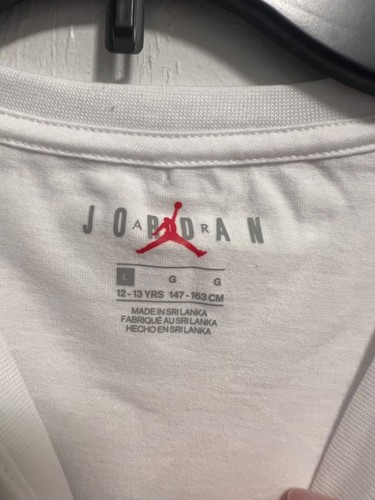 JORDAN
AIR
L G G
12-13 YRS 147-163 CM
MADE IN SRI LANKA
FABRIQUÉ AU SRI LANKA
HECHO EN SRI LANKA